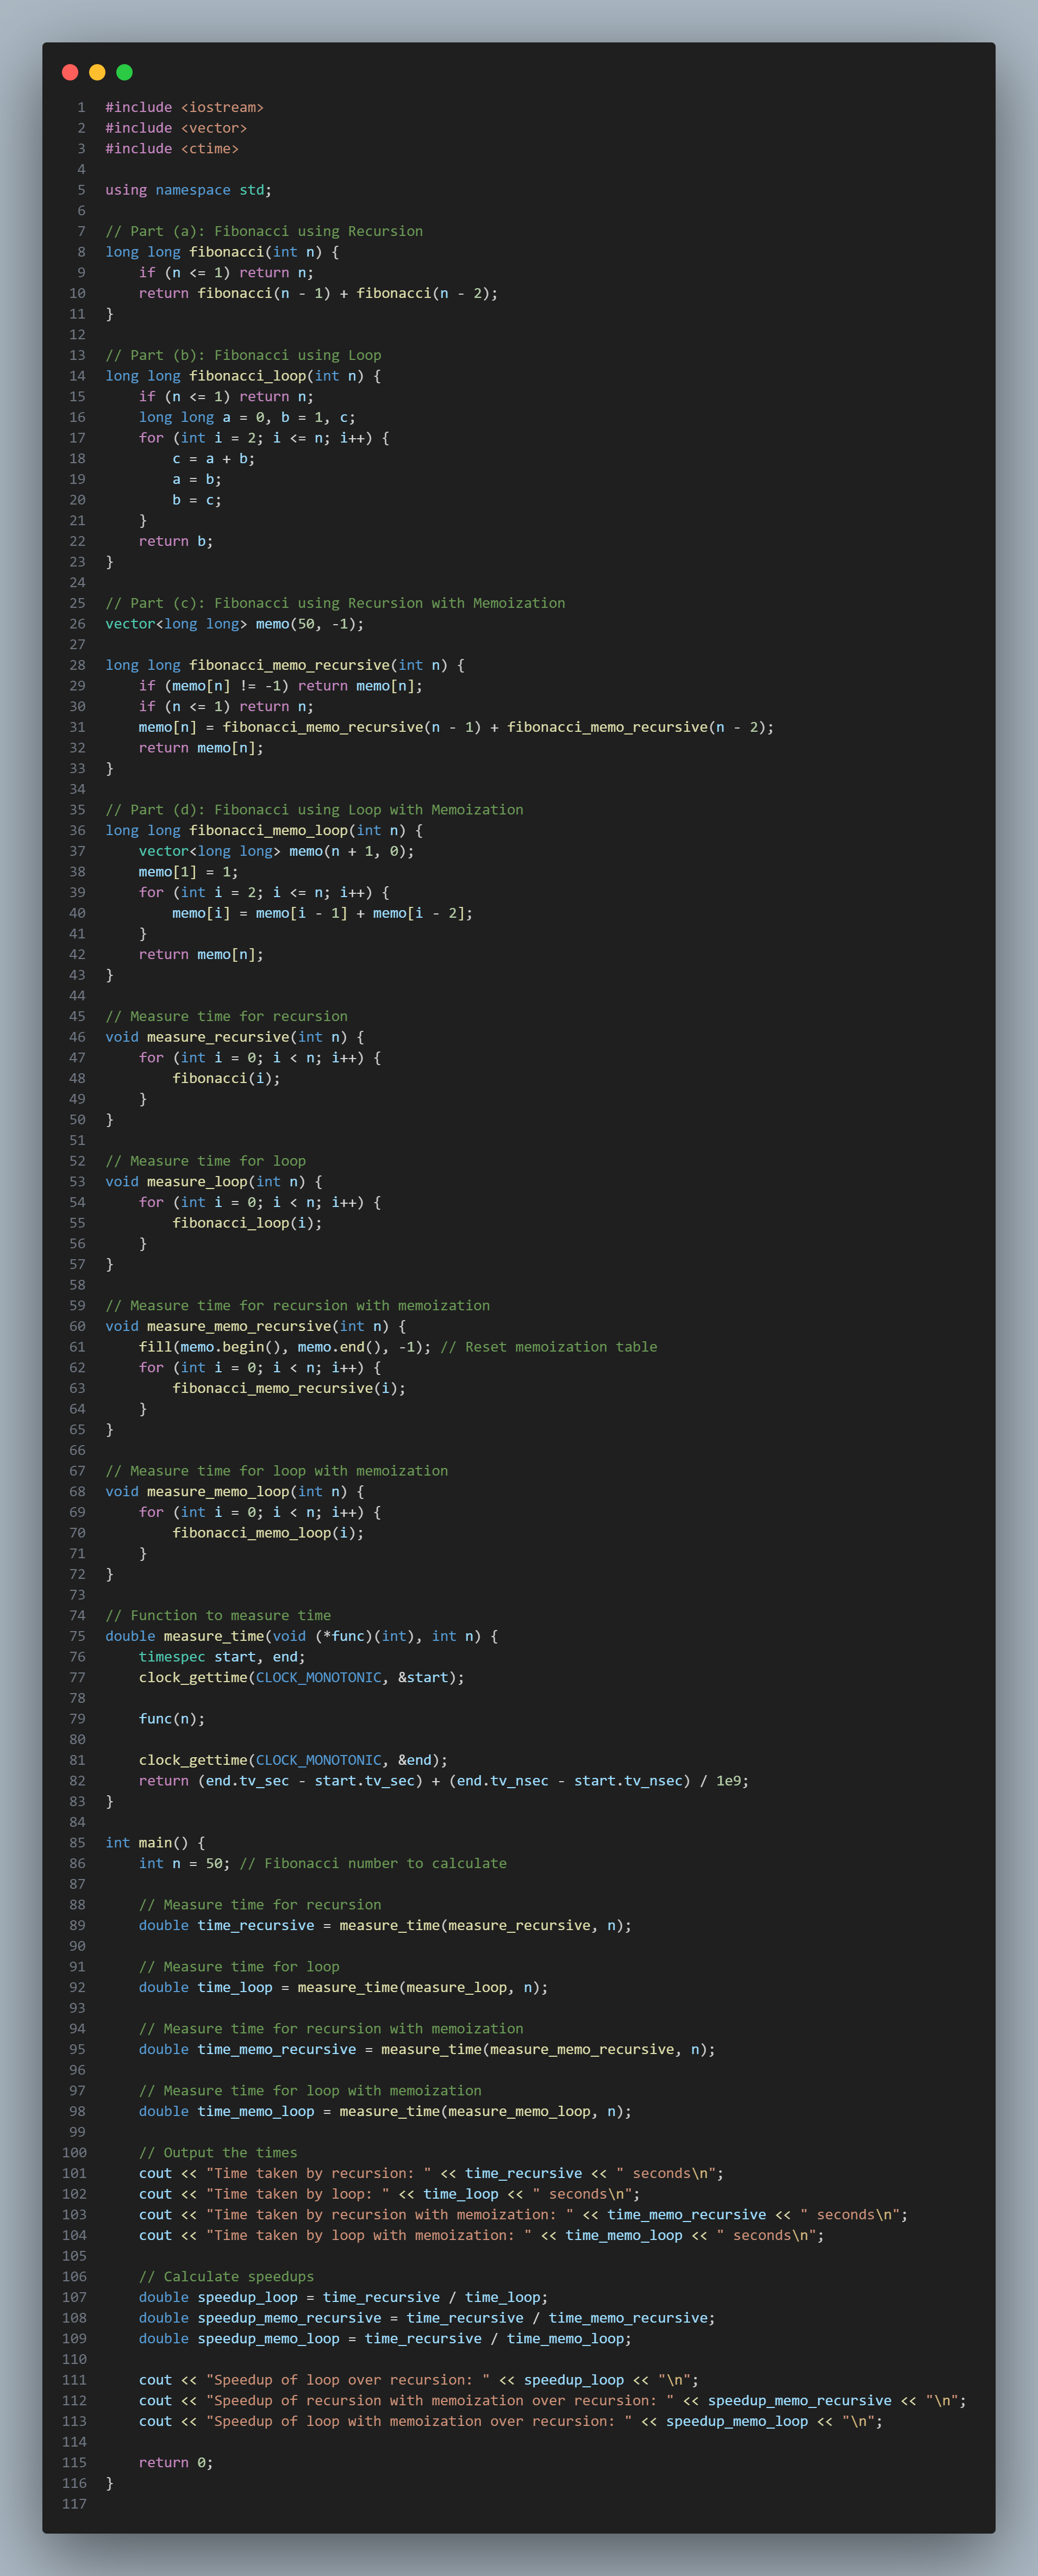 1 #include <iostream>
2 #include <vector>
3 #include <ctime>
4
5 using namespace std;
6
7 // Part (a): Fibonacci using Recursion
8 long long fibonacci(int n) {
9     if (n <= 1) return n;
10     return fibonacci(n - 1) + fibonacci(n - 2);
11 }
12
13 // Part (b): Fibonacci using Loop
14 long long fibonacci_loop(int n) {
15     if (n <= 1) return n;
16     long long a = 0, b = 1, c;
17     for (int i = 2; i <= n; i++) {
18         c = a + b;
19         a = b;
20         b = c;
21     }
22     return b;
23 }
24
25 // Part (c): Fibonacci using Recursion with Memoization
26 vector<long long> memo(50, -1);
27
28 long long fibonacci_memo_recursive(int n) {
29     if (memo[n] != -1) return memo[n];
30     if (n <= 1) return n;
31     memo[n] = fibonacci_memo_recursive(n - 1) + fibonacci_memo_recursive(n - 2);
32     return memo[n];
33 }
34
35 // Part (d): Fibonacci using Loop with Memoization
36 long long fibonacci_memo_loop(int n) {
37     vector<long long> memo(n + 1, 0);
38     memo[1] = 1;
39     for (int i = 2; i <= n; i++) {
40         memo[i] = memo[i - 1] + memo[i - 2];
41     }
42     return memo[n];
43 }
44
45 // Measure time for recursion
46 void measure_recursive(int n) {
47     for (int i = 0; i < n; i++) {
48         fibonacci(i);
49     }
50 }
51
52 // Measure time for loop
53 void measure_loop(int n) {
54     for (int i = 0; i < n; i++) {
55         fibonacci_loop(i);
56     }
57 }
58
59 // Measure time for recursion with memoization
60 void measure_memo_recursive(int n) {
61     fill(memo.begin(), memo.end(), -1); // Reset memoization table
62     for (int i = 0; i < n; i++) {
63         fibonacci_memo_recursive(i);
64     }
65 }
66
67 // Measure time for loop with memoization
68 void measure_memo_loop(int n) {
69     for (int i = 0; i < n; i++) {
70         fibonacci_memo_loop(i);
71     }
72 }
73
74 // Function to measure time
75 double measure_time(void (*func)(int), int n) {
76     timespec start, end;
77     clock_gettime(CLOCK_MONOTONIC, &start);
78
79     func(n);
80
81     clock_gettime(CLOCK_MONOTONIC, &end);
82     return (end.tv_sec - start.tv_sec) + (end.tv_nsec - start.tv_nsec) / 1e9;
83 }
84
85 int main() {
86     int n = 50; // Fibonacci number to calculate
87
88     // Measure time for recursion
89     double time_recursive = measure_time(measure_recursive, n);
90
91     // Measure time for loop
92     double time_loop = measure_time(measure_loop, n);
93
94     // Measure time for recursion with memoization
95     double time_memo_recursive = measure_time(measure_memo_recursive, n);
96
97     // Measure time for loop with memoization
98     double time_memo_loop = measure_time(measure_memo_loop, n);
99
100     // Output the times
101     cout << "Time taken by recursion: " << time_recursive << " seconds\n";
102     cout << "Time taken by loop: " << time_loop << " seconds\n";
103     cout << "Time taken by recursion with memoization: " << time_memo_recursive << " seconds\n";
104     cout << "Time taken by loop with memoization: " << time_memo_loop << " seconds\n";
105
106     // Calculate speedups
107     double speedup_loop = time_recursive / time_loop;
108     double speedup_memo_recursive = time_recursive / time_memo_recursive;
109     double speedup_memo_loop = time_recursive / time_memo_loop;
110
111     cout << "Speedup of loop over recursion: " << speedup_loop << "\n";
112     cout << "Speedup of recursion with memoization over recursion: " << speedup_memo_recursive << "\n";
113     cout << "Speedup of loop with memoization over recursion: " << speedup_memo_loop << "\n";
114
115     return 0;
116 }
117